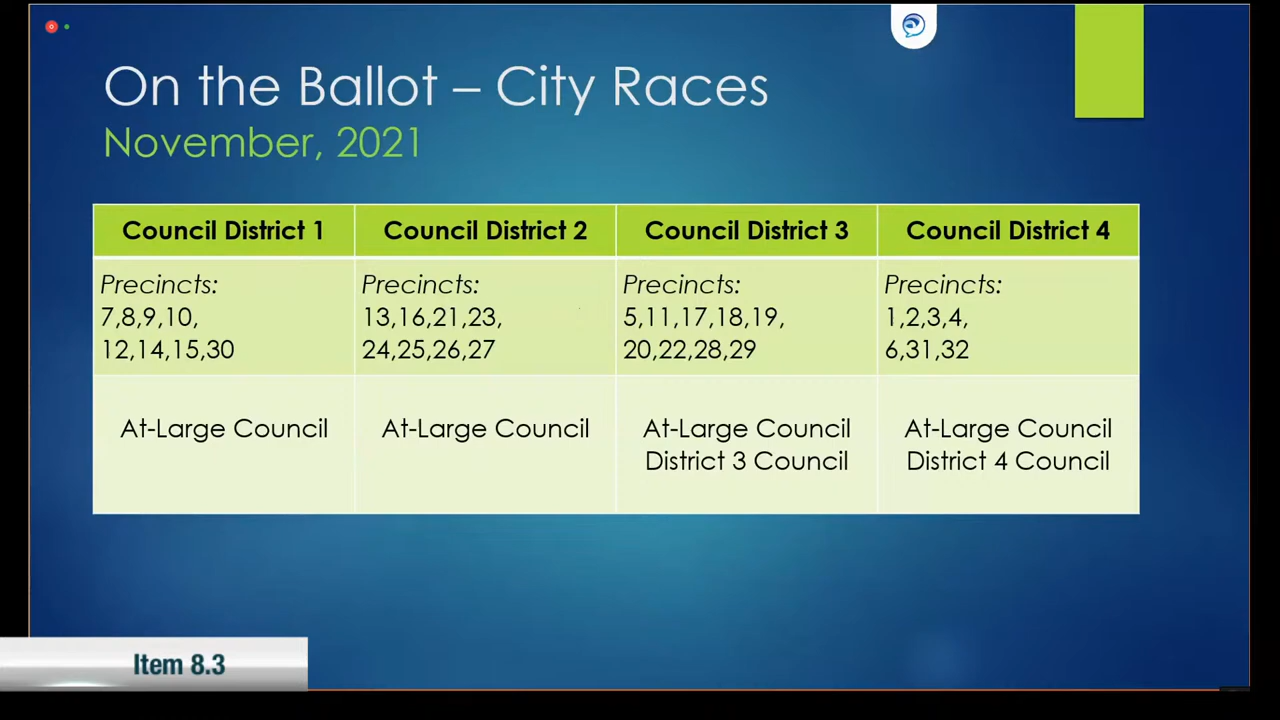 On the Ballot – City Races
November, 2021
Council District 1
Council District 2
Council District 3
Council District 4
Precincts:
7,8,9,10,
12,14,15,30
Precincts:
13,16,21,23,
24,25,26,27
Precincts:
5,11,17,18,19,
20,22,28,29
Precincts:
1,2,3,4,
6,31,32
At-Large Council
At-Large Council
At-Large Council
District 3 Council
At-Large Council
District 4 Council
Item 8.3